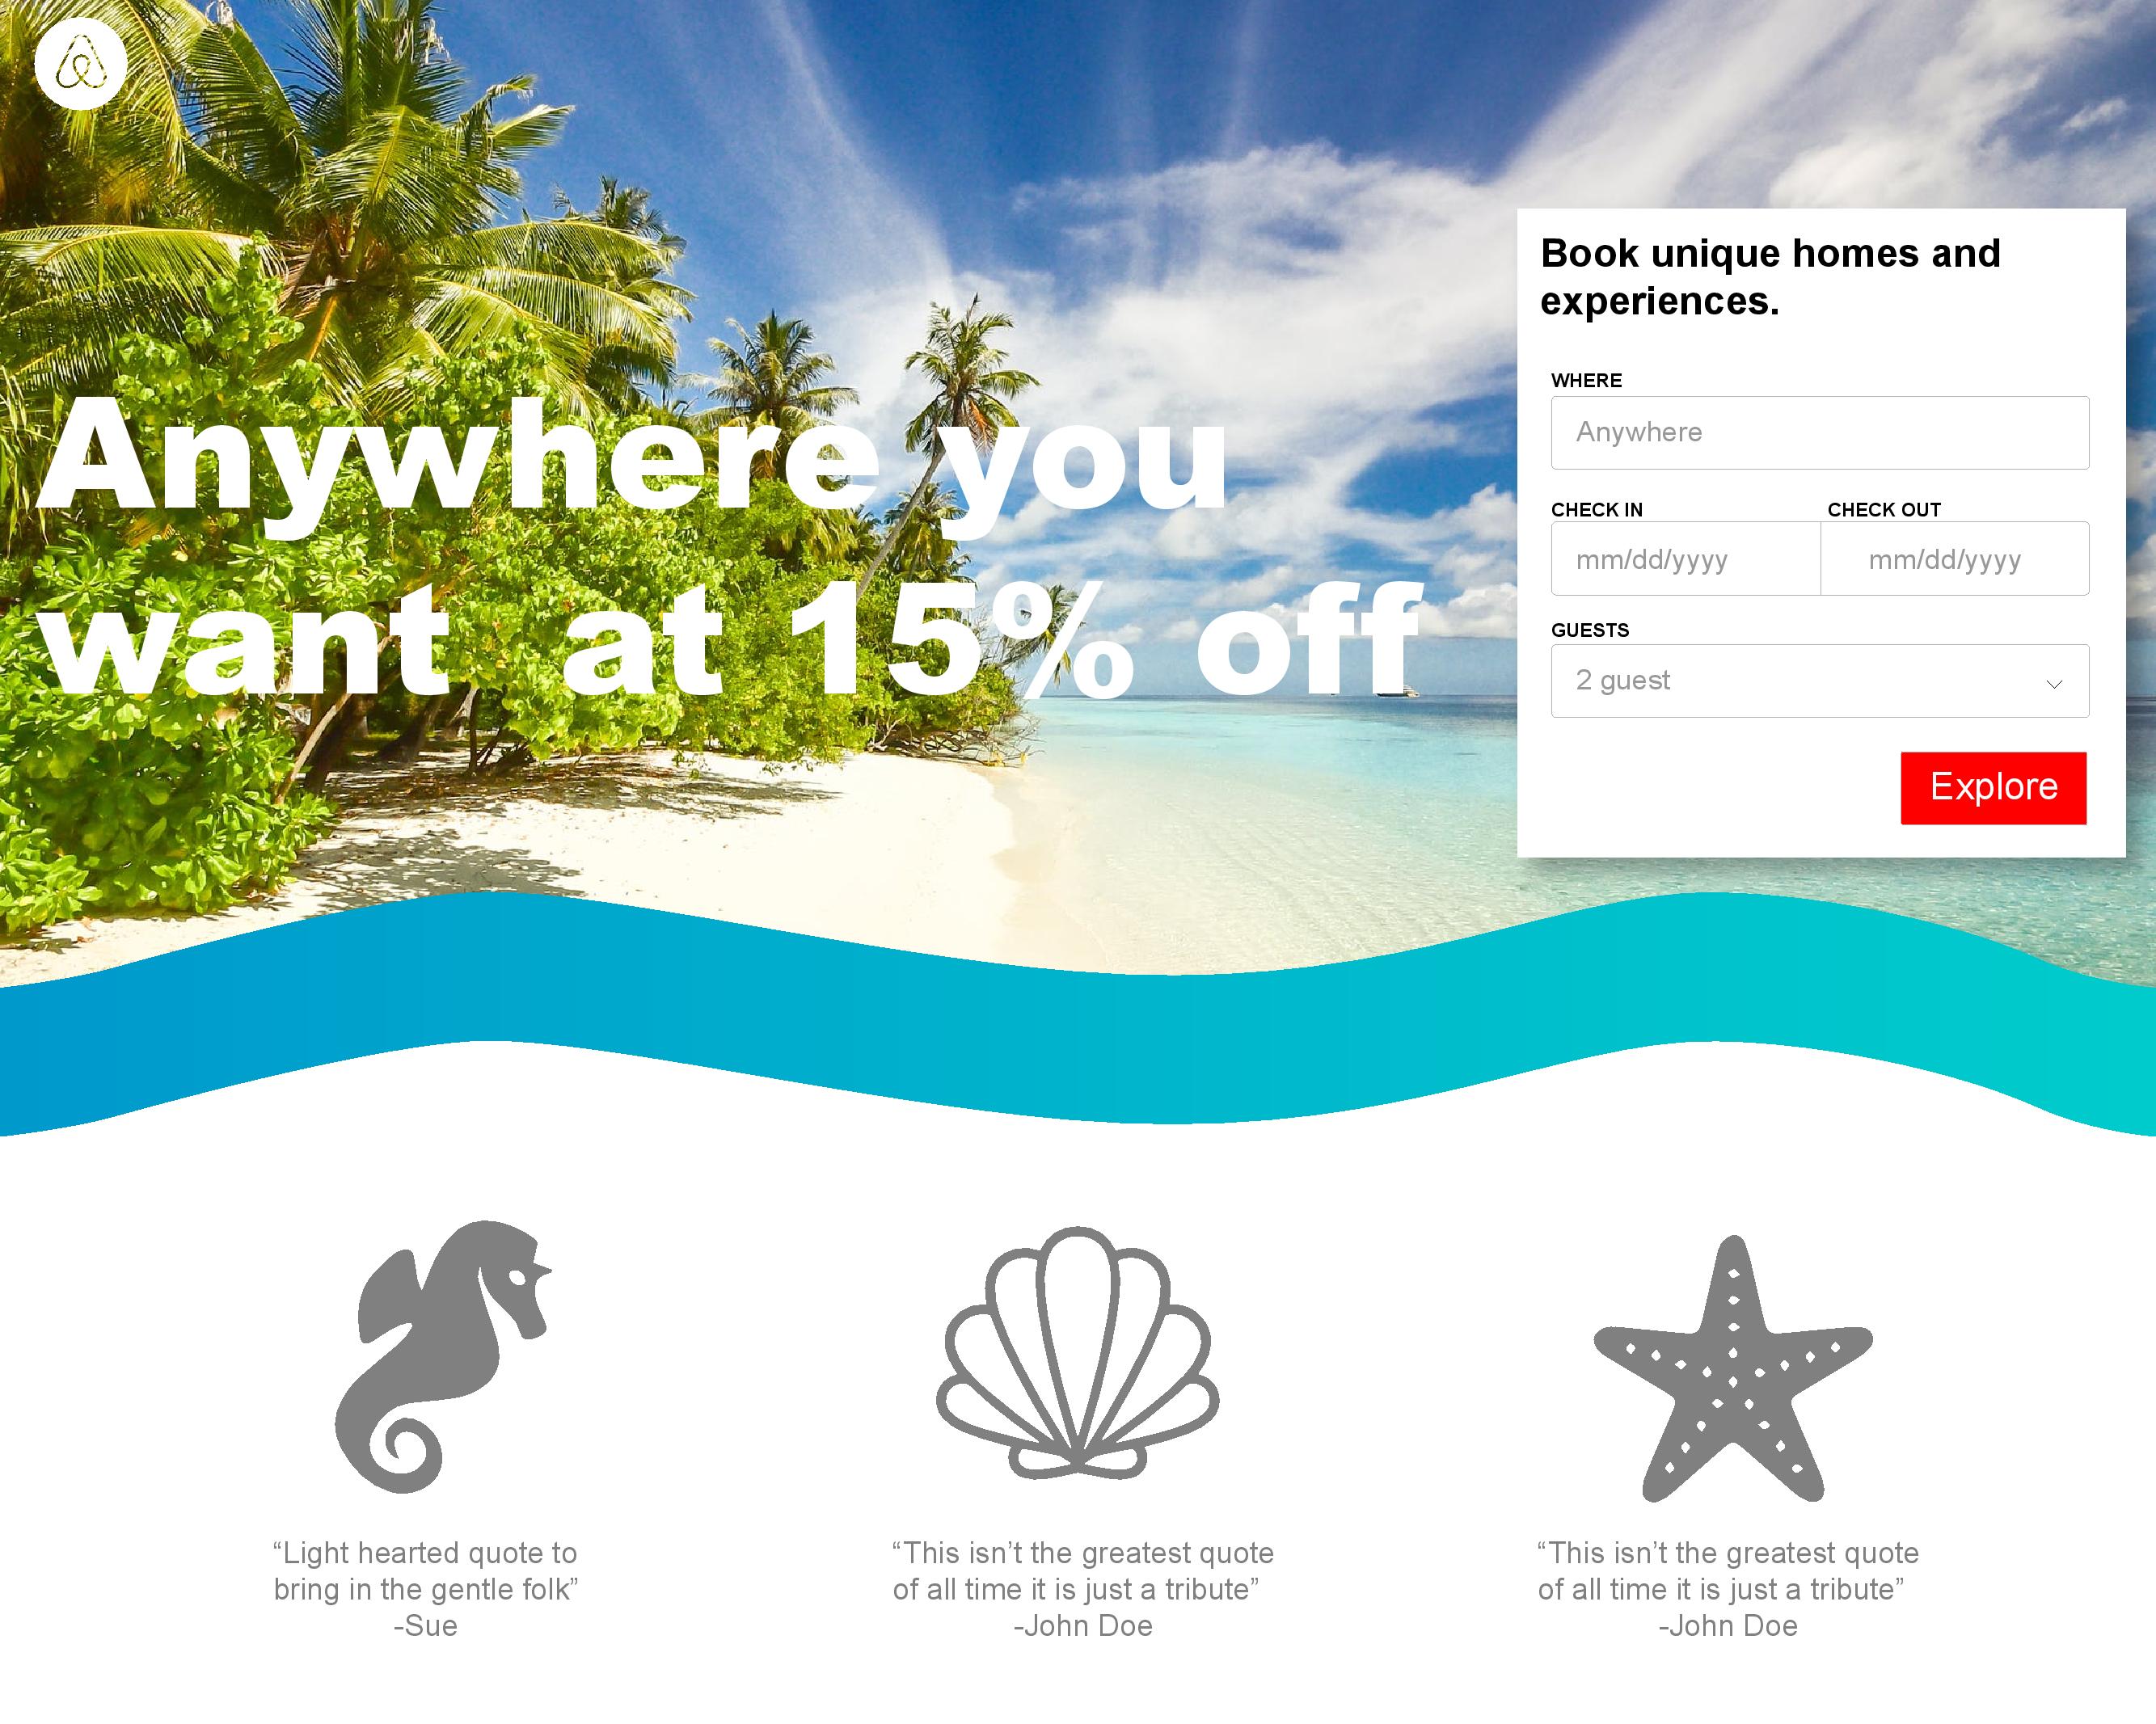 Anywhere you
want  at 15% off
Book unique homes and
experiences.
WHERE
Anywhere
CHECK IN
CHECK OUT
mm/dd/yyyy
mm/dd/yyyy
GUESTS
2 guest
Explore
“Light hearted quote to
bring in the gentle folk”
-Sue
“This isn’t the greatest quote
of all time it is just a tribute”
-John Doe
“This isn’t the greatest quote
of all time it is just a tribute”
-John Doe